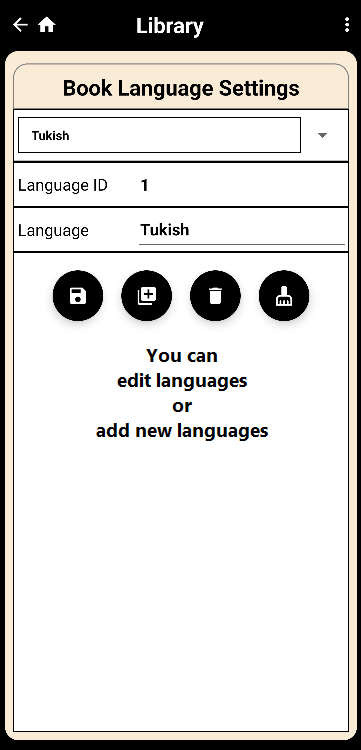 Library
Book Language Settings
Tukish
Language ID 1
Language Tukish
You can
edit languages
or
add new languages